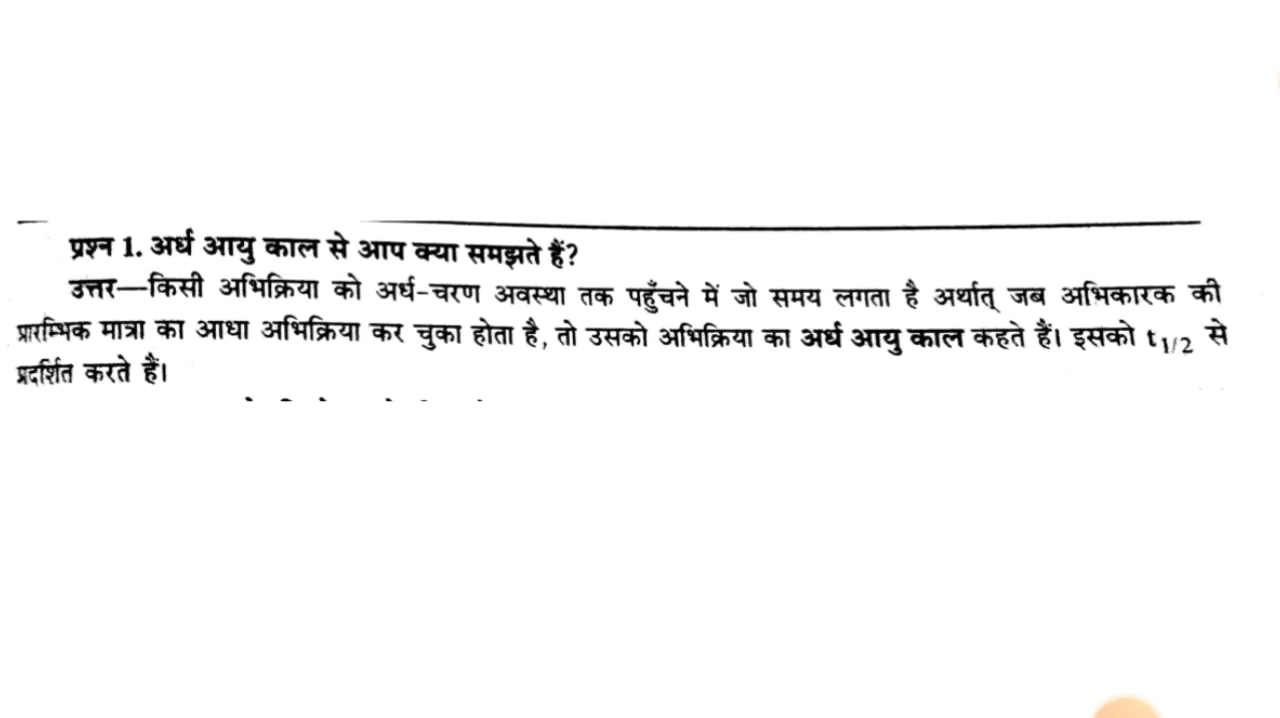 प्रश्न 1. अर्ध आयु काल से आप क्या समझते हैं?
उत्तर—किसी अभिक्रिया को अर्ध-चरण अवस्था तक पहुँचने में जो समय लगता है अर्थात् जब अभिकारक की
प्रारम्भिक मात्रा का आधा अभिक्रिया कर चुका होता है, तो उसको अभिक्रिया का अर्ध आयु काल कहते हैं। इसको t1/2 से
प्रदर्शित करते हैं।